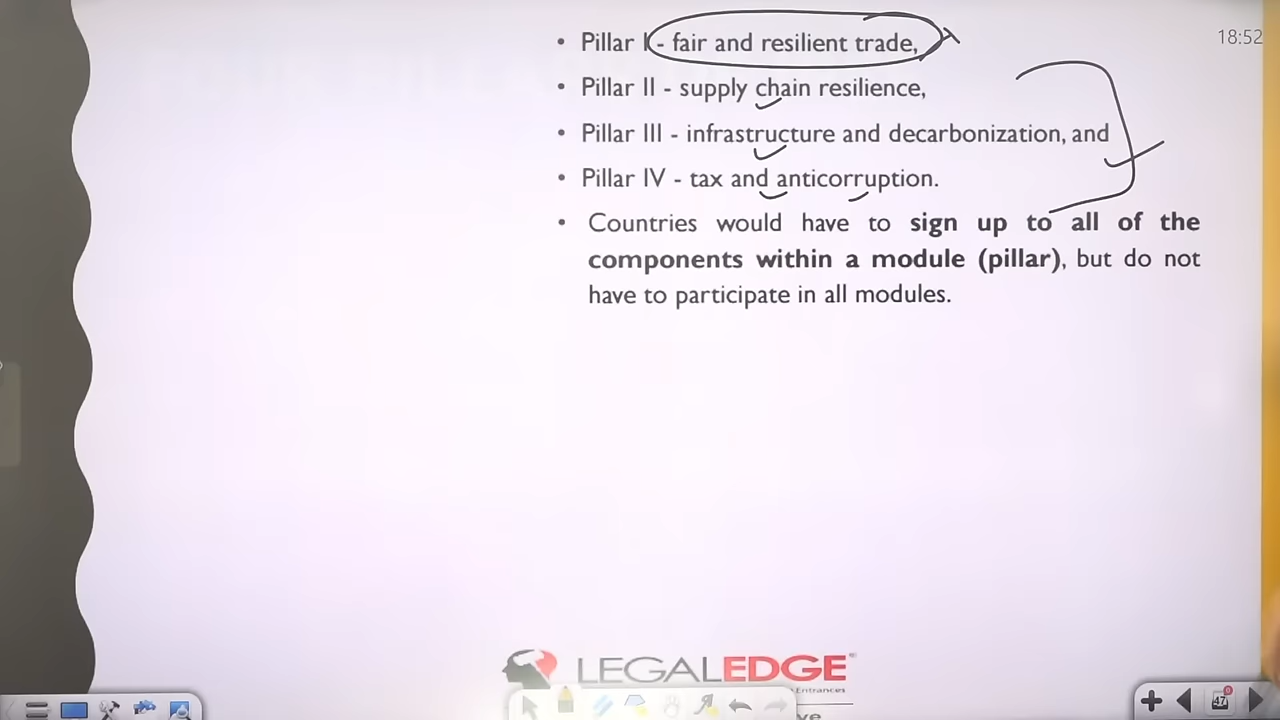 • Pillar I - fair and resilient trade,
18:52
• Pillar II - supply chain resilience,
• Pillar III - infrastructure and decarbonization, and
• Pillar IV - tax and anticorruption.
• Countries would have to sign up to all of the
components within a module (pillar), but do not
have to participate in all modules.
LEGALEDGE
Entrances
47